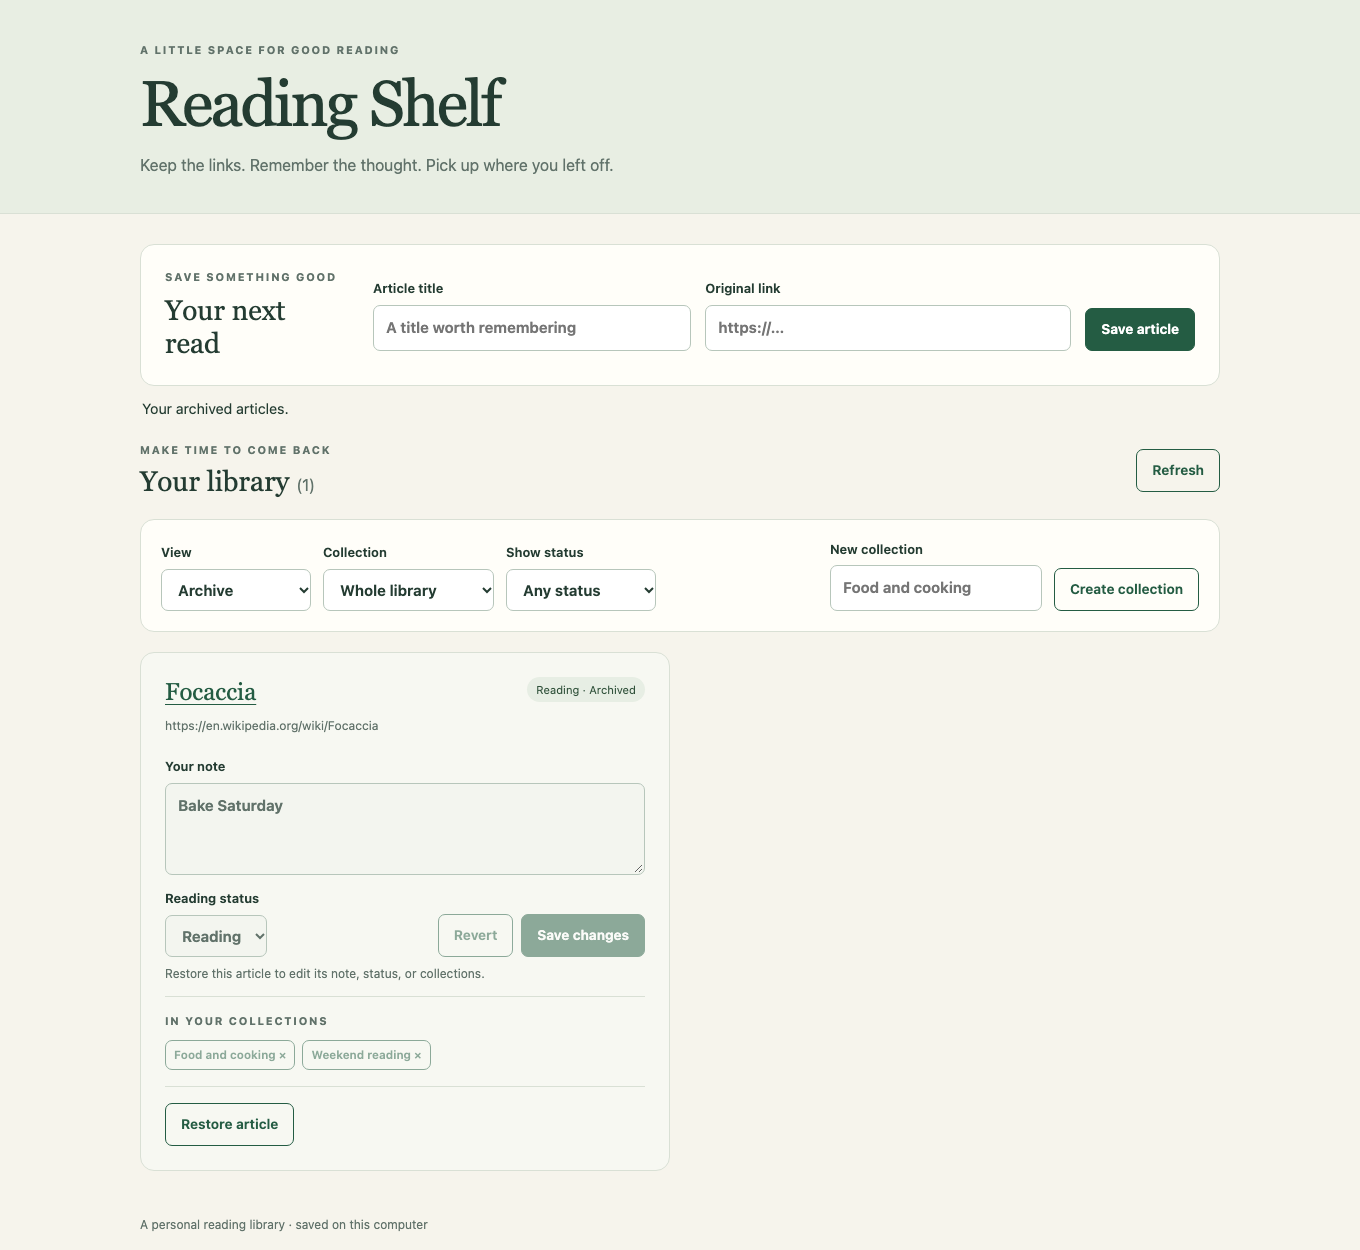 A LITTLE SPACE FOR GOOD READING
Reading Shelf
Keep the links. Remember the thought. Pick up where you left off.
SAVE SOMETHING GOOD
Your next
read
Article title
A title worth remembering
Original link
https://...
Save article
Your archived articles.
MAKE TIME TO COME BACK
Your library (1)
Refresh
View
Archive
Collection
Whole library
Show status
Any status
New collection
Food and cooking
Create collection
Focaccia
Reading · Archived
https://en.wikipedia.org/wiki/Focaccia
Your note
Bake Saturday
Reading status
Reading
Revert
Save changes
Restore this article to edit its note, status, or collections.
IN YOUR COLLECTIONS
Food and cooking ×
Weekend reading ×
Restore article
A personal reading library · saved on this computer